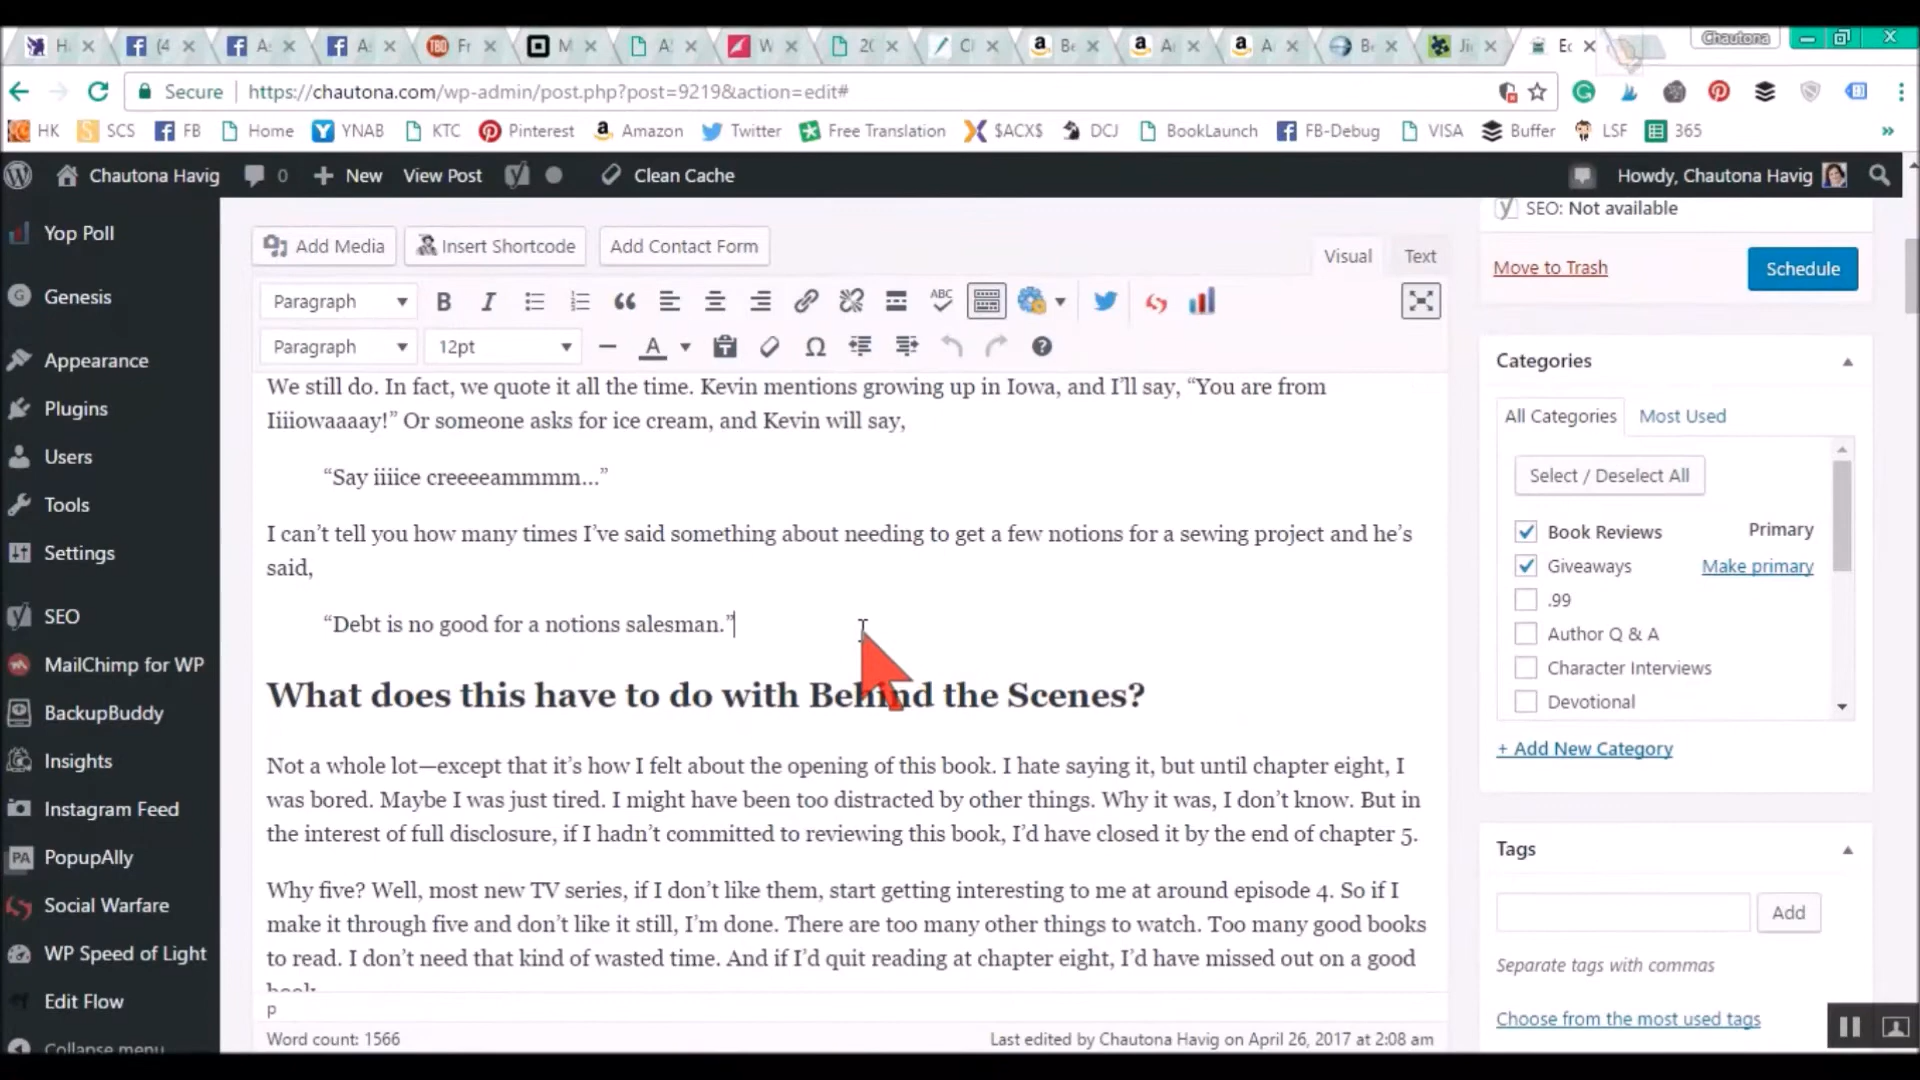 H
(4
A:
A:
TBD Fr
M
A'
W
20
Cl
a Be
a A
a A
Be
Jir
Ec
Chautona
Secure https://chautona.com/wp-admin/post.php?post=9219&action=edit#
HK SCS FB Home YNAB KTC Pinterest Amazon Twitter Free Translation $ACX$ DCJ BookLaunch FB-Debug VISA Buffer LSF 365 »
Chautona Havig 0 New View Post Clean Cache Howdy, Chautona Havig
Yop Poll
Genesis
Appearance
Plugins
Users
Tools
Settings
SEO
MailChimp for WP
BackupBuddy
Insights
Instagram Feed
PA PopupAlly
Social Warfare
WP Speed of Light
Edit Flow
Collapse menu
Add Media Insert Shortcode Add Contact Form
Visual Text
Paragraph B I ABC
Paragraph 12pt A Ω
We still do. In fact, we quote it all the time. Kevin mentions growing up in Iowa, and I’ll say, “You are from
Iiiiowaaaay!” Or someone asks for ice cream, and Kevin will say,
“Say iiiice creeeeammmm…”
I can’t tell you how many times I’ve said something about needing to get a few notions for a sewing project and he’s
said,
“Debt is no good for a notions salesman.”
What does this have to do with Behind the Scenes?
Not a whole lot—except that it’s how I felt about the opening of this book. I hate saying it, but until chapter eight, I
was bored. Maybe I was just tired. I might have been too distracted by other things. Why it was, I don’t know. But in
the interest of full disclosure, if I hadn’t committed to reviewing this book, I’d have closed it by the end of chapter 5.
Why five? Well, most new TV series, if I don’t like them, start getting interesting to me at around episode 4. So if I
make it through five and don’t like it still, I’m done. There are too many other things to watch. Too many good books
to read. I don’t need that kind of wasted time. And if I’d quit reading at chapter eight, I’d have missed out on a good
book.
p
Word count: 1566 Last edited by Chautona Havig on April 26, 2017 at 2:08 am
SEO: Not available
Move to Trash Schedule
Categories
All Categories Most Used
Select / Deselect All
Book Reviews Primary
Giveaways Make primary
.99
Author Q & A
Character Interviews
Devotional
+ Add New Category
Tags
Add
Separate tags with commas
Choose from the most used tags